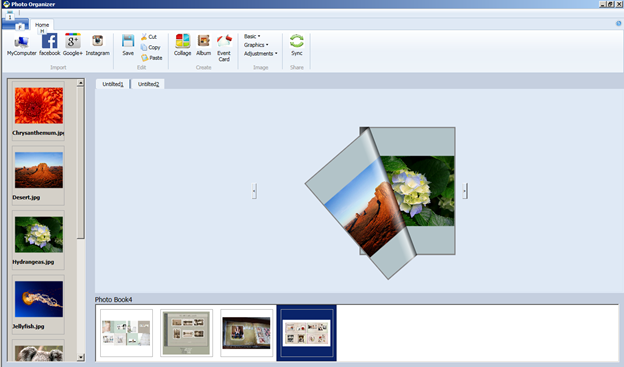 Photo Organizer
F
Home
H
MyComputer facebook Google+ Instagram
Save
Cut
Copy
Paste
Collage Album Event Card
Basic
Graphics
Adjustments
Sync
Import Edit Create Image Share
Untitled1 Untitled2
Chrysanthemum.jpg
Desert.jpg
Hydrangeas.jpg
Jellyfish.jpg
Photo Book4